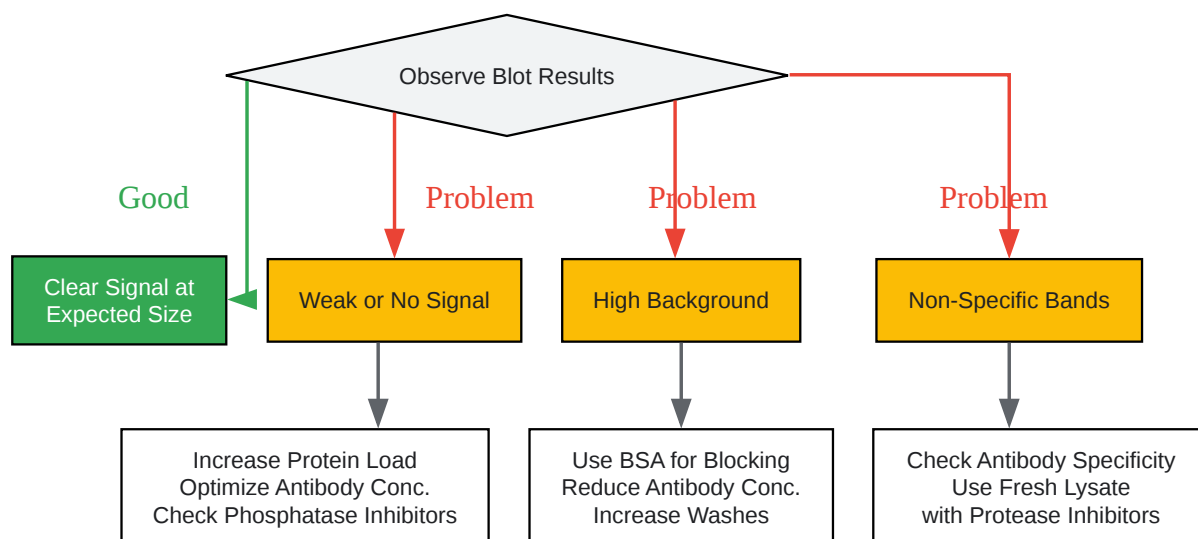 Observe Blot Results
Good
Problem
Problem
Problem
Clear Signal at
Expected Size
Weak or No Signal
High Background
Non-Specific Bands
Increase Protein Load
Optimize Antibody Conc.
Check Phosphatase Inhibitors
Use BSA for Blocking
Reduce Antibody Conc.
Increase Washes
Check Antibody Specificity
Use Fresh Lysate
with Protease Inhibitors